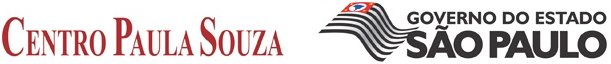 CENTRO PAULA SOUZA
GOVERNO DO ESTADO
SÃO PAULO